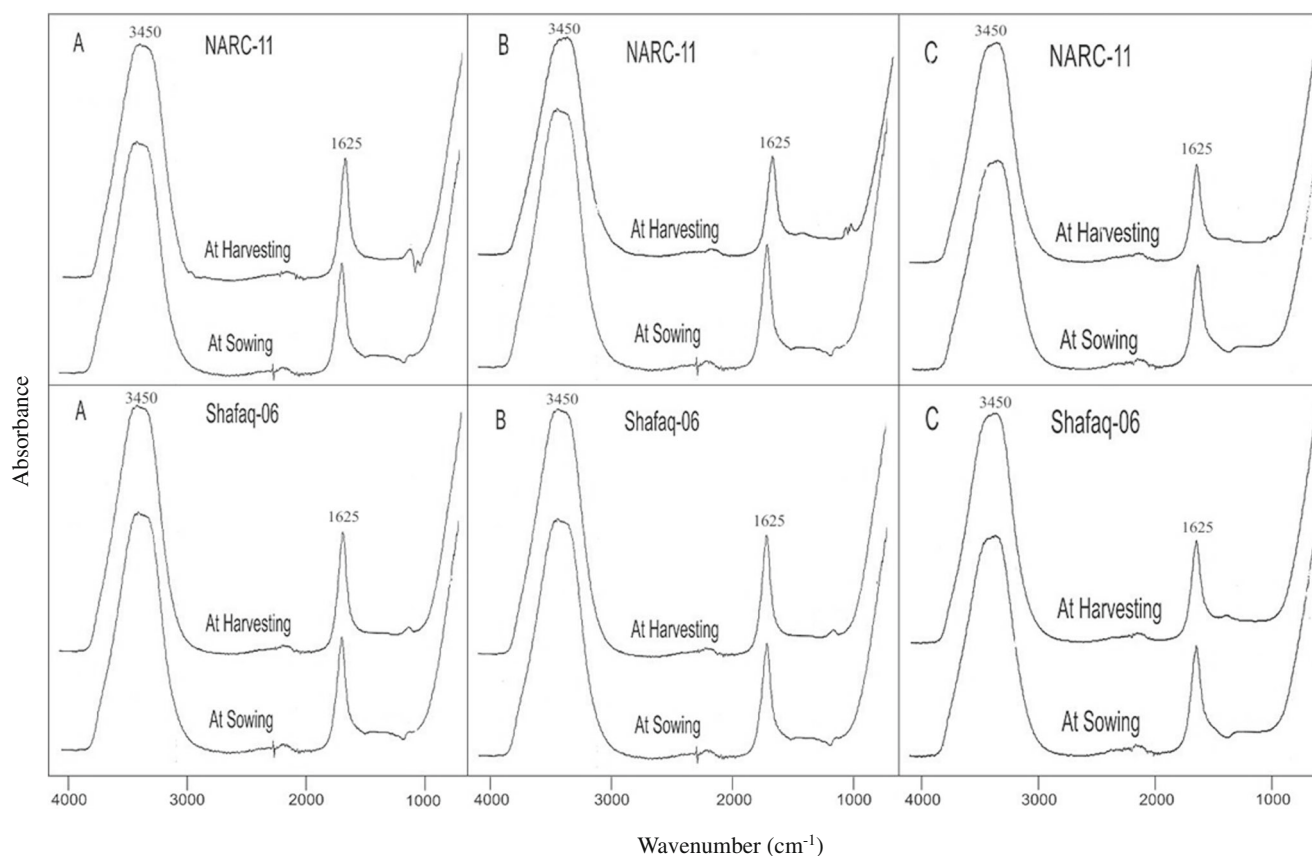 Absorbance
A 3450 NARC-11
1625
At Harvesting
At Sowing
B 3450 NARC-11
1625
At Harvesting
At Sowing
C 3450 NARC-11
1625
At Harvesting
At Sowing
A 3450 Shafaq-06
1625
At Harvesting
At Sowing
B 3450 Shafaq-06
1625
At Harvesting
At Sowing
C 3450 Shafaq-06
1625
At Harvesting
At Sowing
4000 3000 2000 1000
4000 3000 2000 1000
4000 3000 2000 1000
Wavenumber (cm⁻¹)